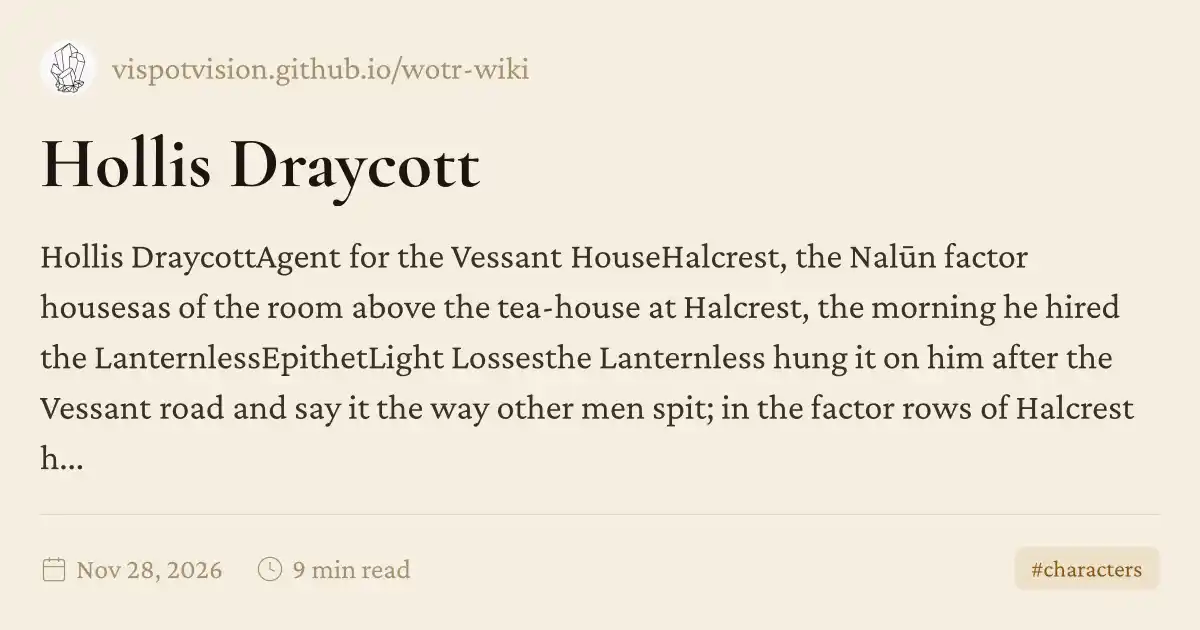 vispotvision.github.io/wotr-wiki
Hollis Draycott
Hollis DraycottAgent for the Vessant HouseHalcrest, the Nalūn factor
housesas of the room above the tea-house at Halcrest, the morning he hired
the LanternlessEpithetLight Lossesthe Lanternless hung it on him after the
Vessant road and say it the way other men spit; in the factor rows of Halcrest
h...
Nov 28, 2026
9 min read
#characters